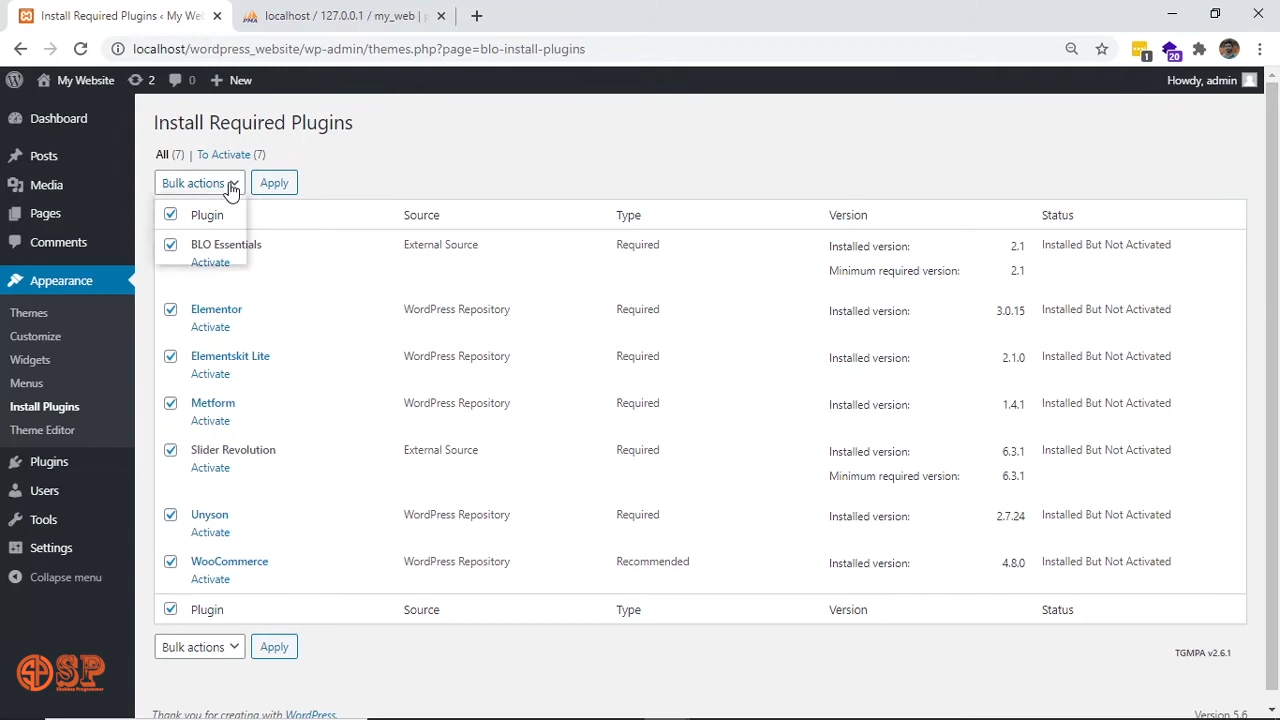 Install Required Plugins ‹ My We
localhost / 127.0.0.1 / my_web | p
localhost/wordpress_website/wp-admin/themes.php?page=blo-install-plugins
1
20
My Website
2
0
New
Howdy, admin
Dashboard
Posts
Media
Pages
Comments
Appearance
Themes
Customize
Widgets
Menus
Install Plugins
Theme Editor
Plugins
Users
Tools
Settings
Collapse menu
Install Required Plugins
All (7) | To Activate (7)
Bulk actions Apply
Plugin Source Type Version Status
BLO Essentials External Source Required Installed version: 2.1 Installed But Not Activated
Activate Minimum required version: 2.1
Elementor WordPress Repository Required Installed version: 3.0.15 Installed But Not Activated
Activate
Elementskit Lite WordPress Repository Required Installed version: 2.1.0 Installed But Not Activated
Activate
Metform WordPress Repository Required Installed version: 1.4.1 Installed But Not Activated
Activate
Slider Revolution External Source Required Installed version: 6.3.1 Installed But Not Activated
Activate Minimum required version: 6.3.1
Unyson WordPress Repository Required Installed version: 2.7.24 Installed But Not Activated
Activate
WooCommerce WordPress Repository Recommended Installed version: 4.8.0 Installed But Not Activated
Activate
Plugin Source Type Version Status
Bulk actions Apply
TGMPA v2.6.1
SP
Thank you for creating with WordPress.
Version 5.6